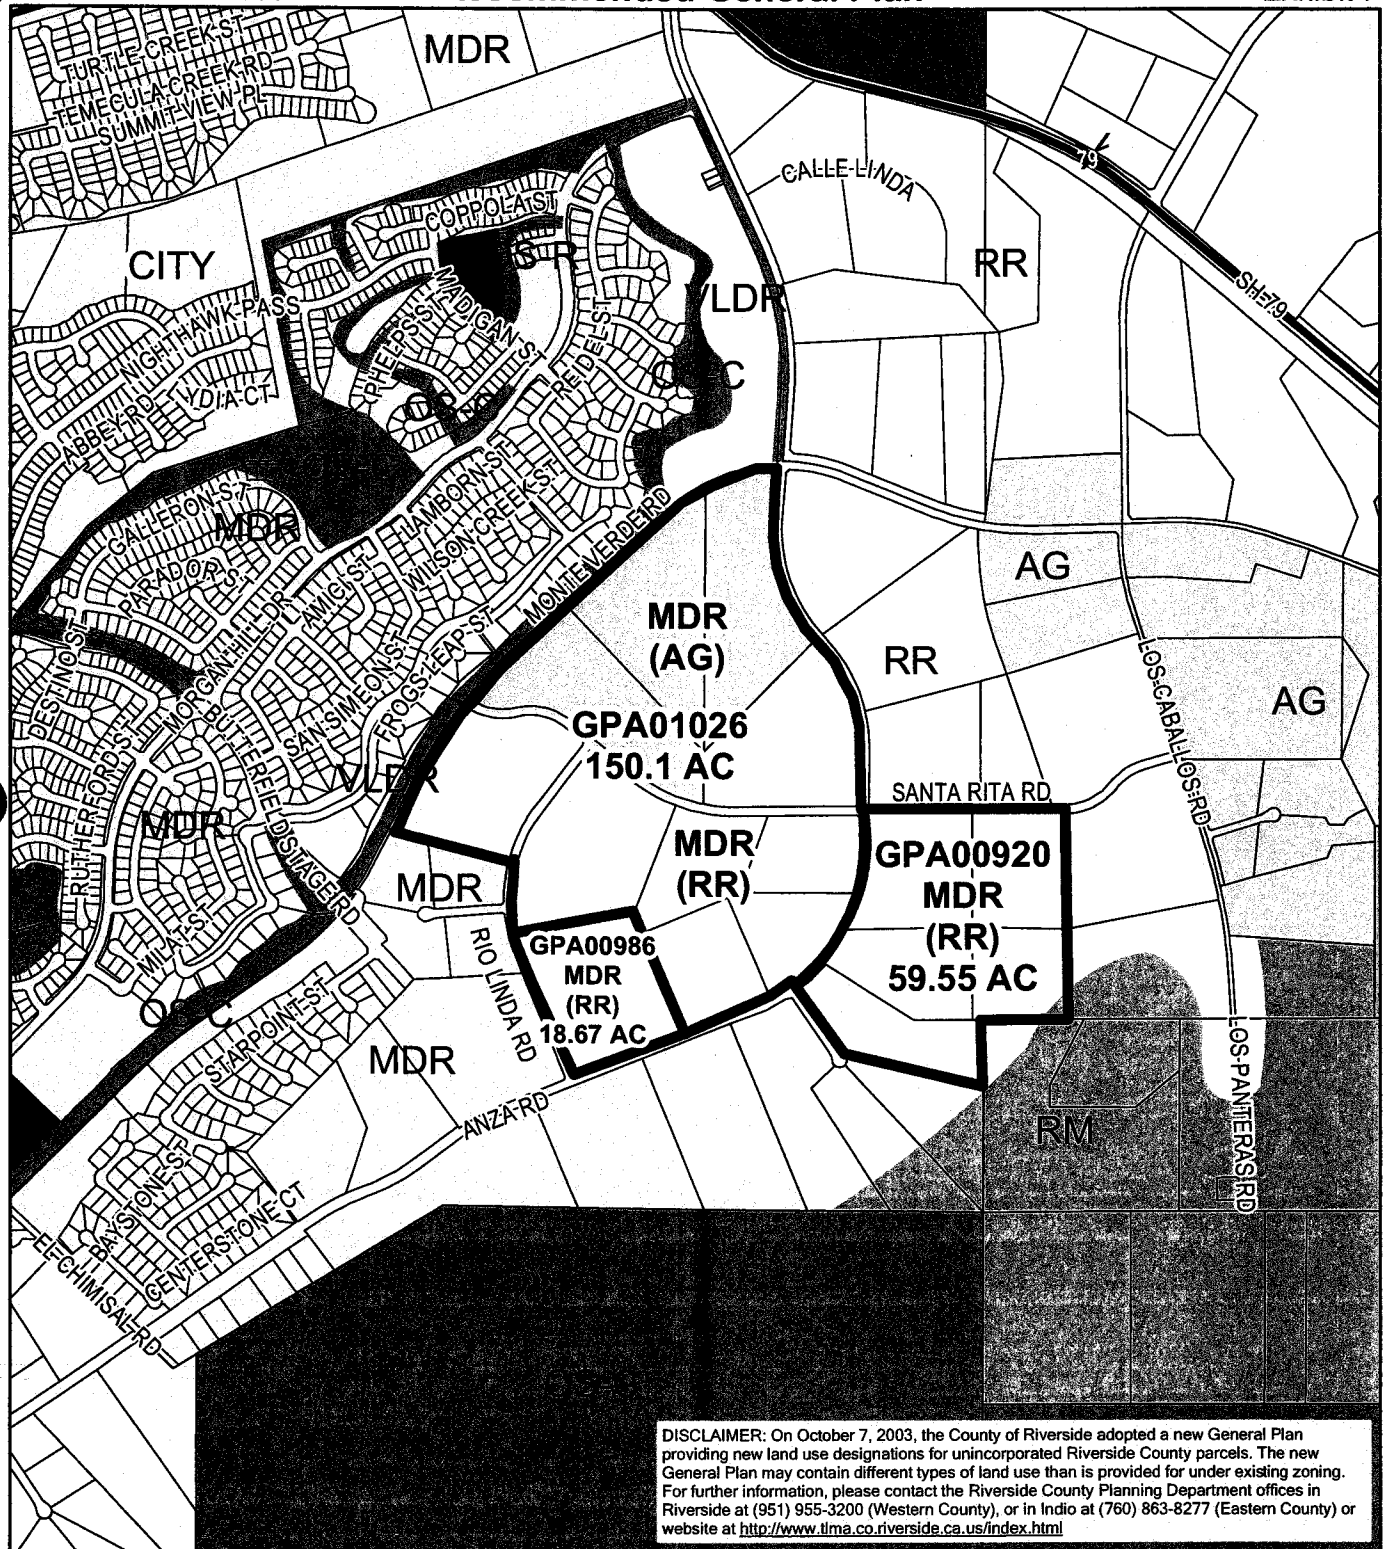 TURTLE CREEK ST
TEMECULA CREEK RD
SUMMIT VIEW PL
MDR
79
CALLE LINDA
COPPOLA ST
CITY
RR
SH-79
MADIGAN ST
VLDR
NIGHTHAWK PASS
PHELPS ST
REIDEL ST
ABBEY RD
YDIA CT
LAMBORN ST
WILSON CREEK ST
GALLERON ST
MDR
PARADOR S
MONTE VERDE RD
AG
L'AMICI ST
MORGAN HILL DR
MDR
(AG)
FROGS LEAP ST
SAN SIMEON ST
DESTINO ST
RR
LOS CABALLOS RD
AG
GPA01026
150.1 AC
BUTTERFIELD STAGE RD
RUTHERFORD ST
VLDR
SANTA RITA RD
MDR
MDR
(RR)
GPA00920
MDR
(RR)
59.55 AC
MDR
MILAT ST
RIO LINDA RD
GPA00986
MDR
(RR)
18.67 AC
STARPOINT ST
MDR
LOS PANTERAS RD
ANZA RD
RM
BAYSTONE ST
CENTERSTONE CT
EL CHIMISAL RD
DISCLAIMER: On October 7, 2003, the County of Riverside adopted a new General Plan
providing new land use designations for unincorporated Riverside County parcels. The new
General Plan may contain different types of land use than is provided for under existing zoning.
For further information, please contact the Riverside County Planning Department offices in
Riverside at (951) 955-3200 (Western County), or in Indio at (760) 863-8277 (Eastern County) or
website at http://www.tlma.co.riverside.ca.us/index.html